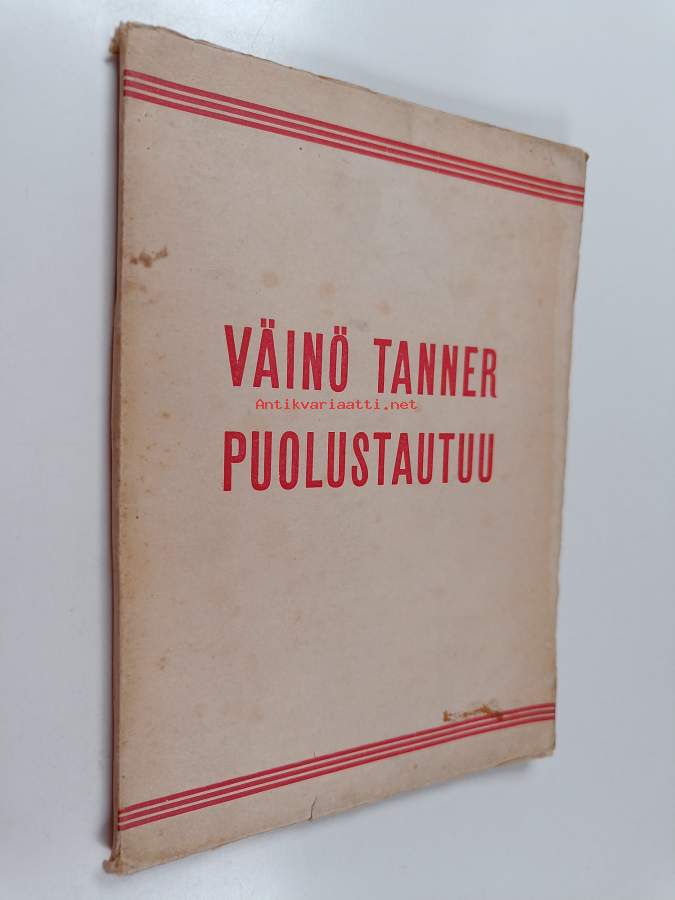 VÄINÖ TANNER
Antikvariaatti.net
PUOLUSTAUTUU